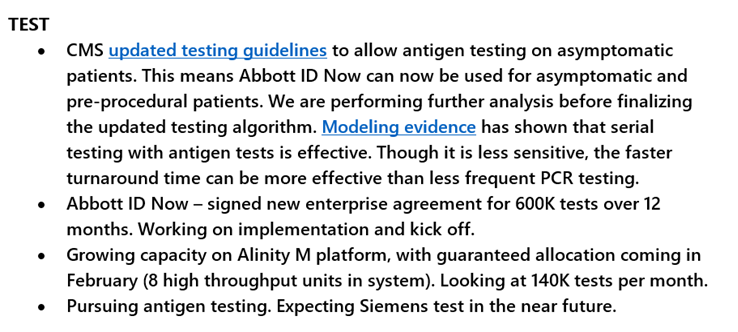 TEST
• CMS updated testing guidelines to allow antigen testing on asymptomatic
patients. This means Abbott ID Now can now be used for asymptomatic and
pre-procedural patients. We are performing further analysis before finalizing
the updated testing algorithm. Modeling evidence has shown that serial
testing with antigen tests is effective. Though it is less sensitive, the faster
turnaround time can be more effective than less frequent PCR testing.
• Abbott ID Now – signed new enterprise agreement for 600K tests over 12
months. Working on implementation and kick off.
• Growing capacity on Alinity M platform, with guaranteed allocation coming in
February (8 high throughput units in system). Looking at 140K tests per month.
• Pursuing antigen testing. Expecting Siemens test in the near future.